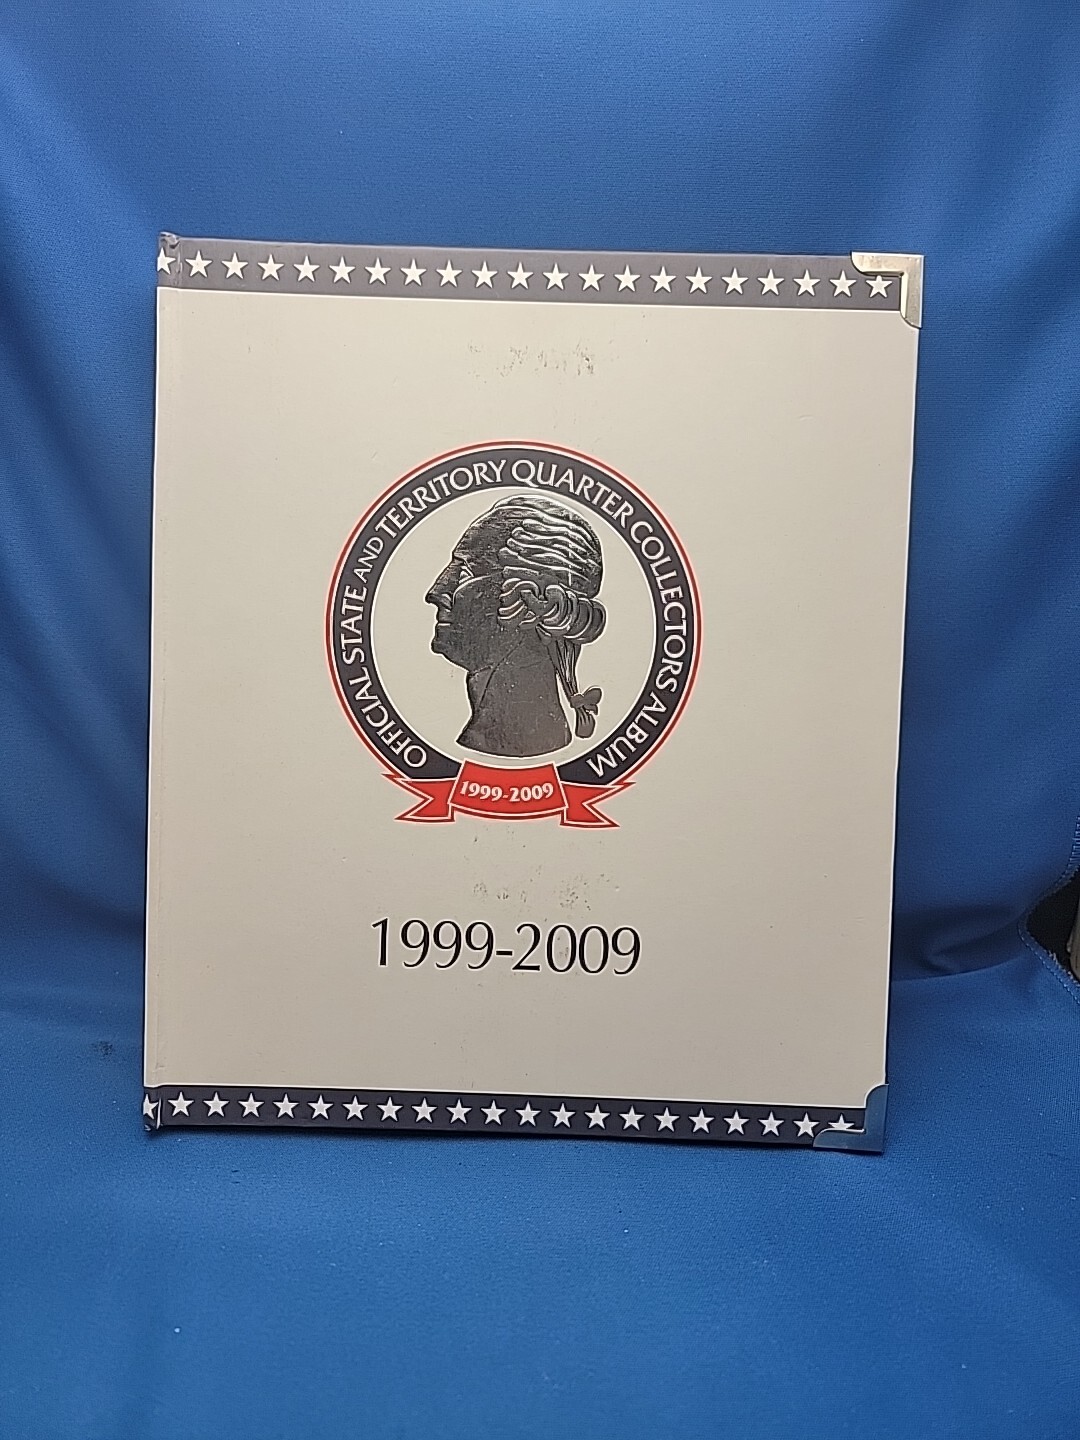 OFFICIAL STATE AND TERRITORY QUARTER COLLECTORS ALBUM
1999-2009
1999-2009